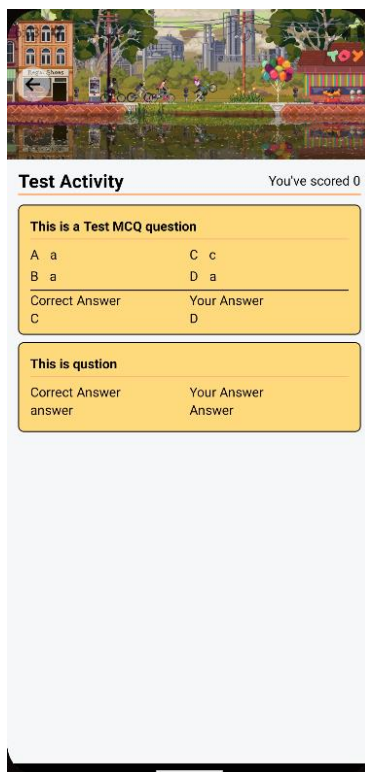 TOY
Test Activity You've scored 0
This is a Test MCQ question
A a C c
B a D a
Correct Answer Your Answer
C D
This is qustion
Correct Answer Your Answer
answer Answer